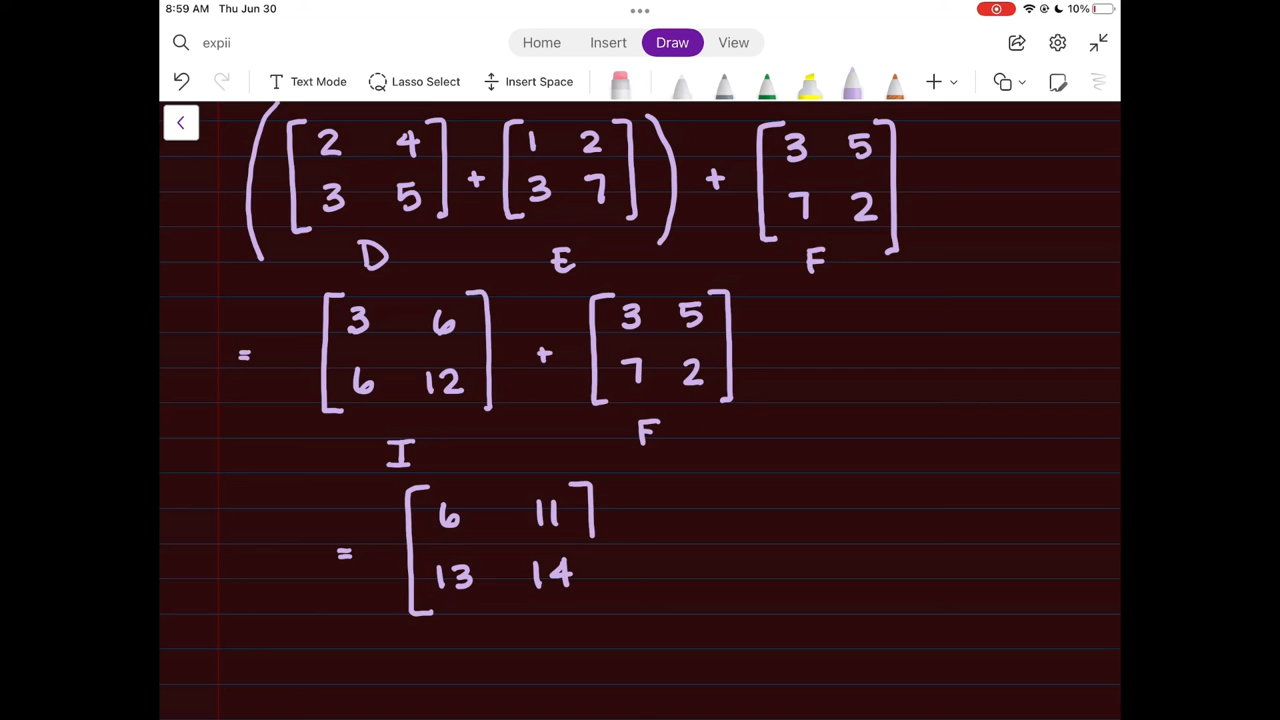 8:59 AM Thu Jun 30 10%
expii Home Insert Draw View
Text Mode Lasso Select Insert Space
([2 4 [1 2 [3 5
3 5] + 3 7]) + 7 2]
D E F
= [3 6 [3 5
6 12] + 7 2]
I F
= [6 11]
13 14